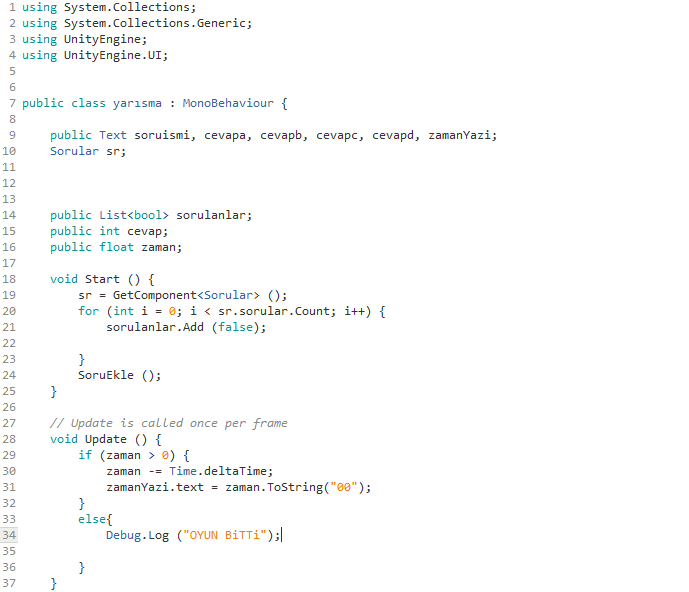 1 using System.Collections;
2 using System.Collections.Generic;
3 using UnityEngine;
4 using UnityEngine.UI;
5
6
7 public class yarısma : MonoBehaviour {
8
9     public Text soruismi, cevapa, cevapb, cevapc, cevapd, zamanYazi;
10     Sorular sr;
11
12
13
14     public List<bool> sorulanlar;
15     public int cevap;
16     public float zaman;
17
18     void Start () {
19         sr = GetComponent<Sorular> ();
20         for (int i = 0; i < sr.sorular.Count; i++) {
21             sorulanlar.Add (false);
22
23         }
24         SoruEkle ();
25     }
26
27     // Update is called once per frame
28     void Update () {
29         if (zaman > 0) {
30             zaman -= Time.deltaTime;
31             zamanYazi.text = zaman.ToString("00");
32         }
33         else{
34             Debug.Log ("OYUN BiTTi");
35
36         }
37     }